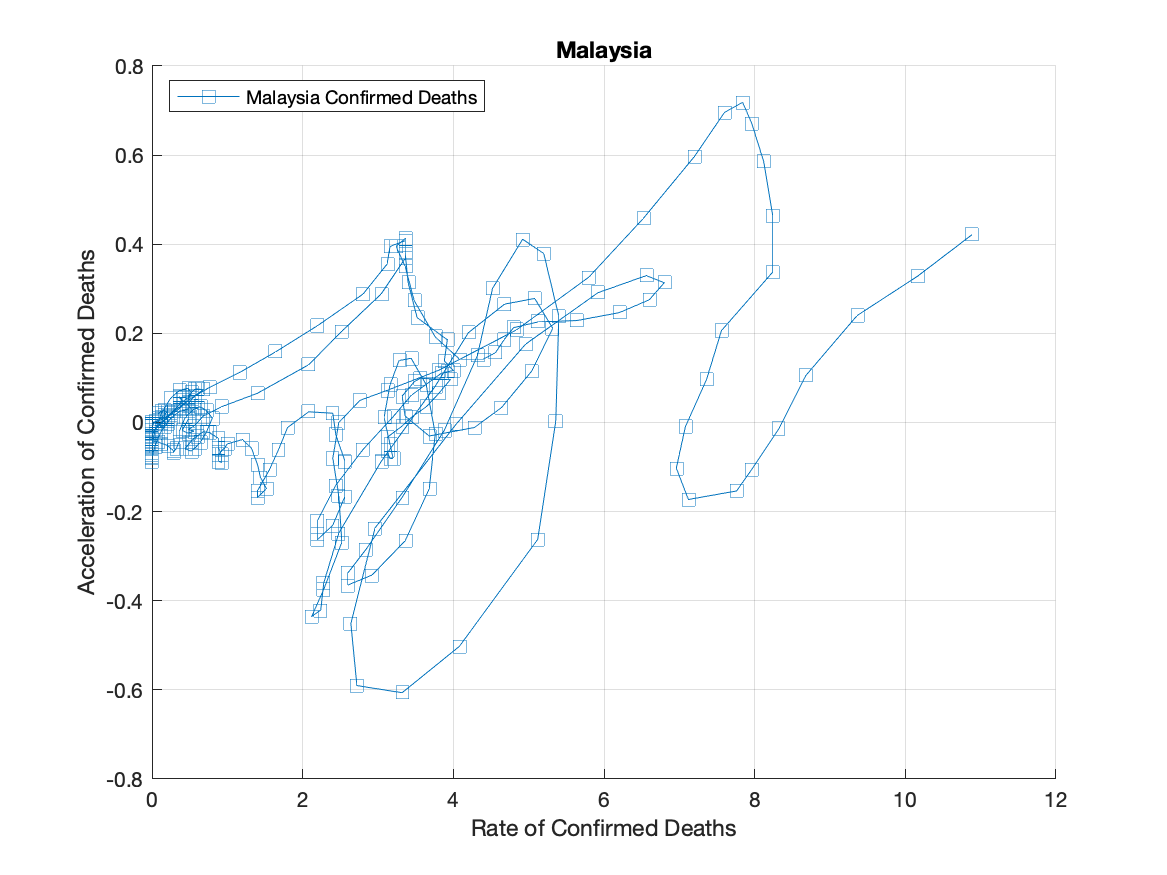 Malaysia
Malaysia Confirmed Deaths
0.8
0.6
0.4
0.2
0
-0.2
-0.4
-0.6
-0.8
Acceleration of Confirmed Deaths
0 2 4 6 8 10 12
Rate of Confirmed Deaths